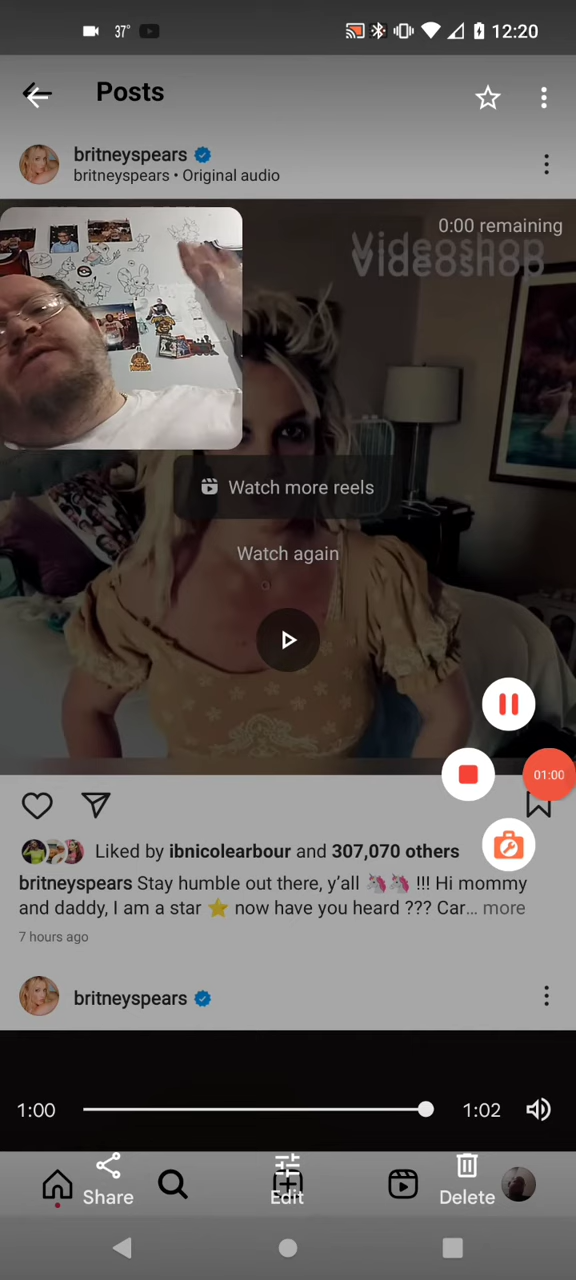 37° 12:20
Posts
britneyspears
britneyspears • Original audio
0:00 remaining
Videoshop
Videoshop
Watch more reels
Watch again
01:00
Liked by ibnicolearbour and 307,070 others
britneyspears Stay humble out there, y'all 🦄🦄 !!! Hi mommy
and daddy, I am a star ⭐ now have you heard ??? Car... more
7 hours ago
britneyspears
1:00 1:02
Share Edit Delete